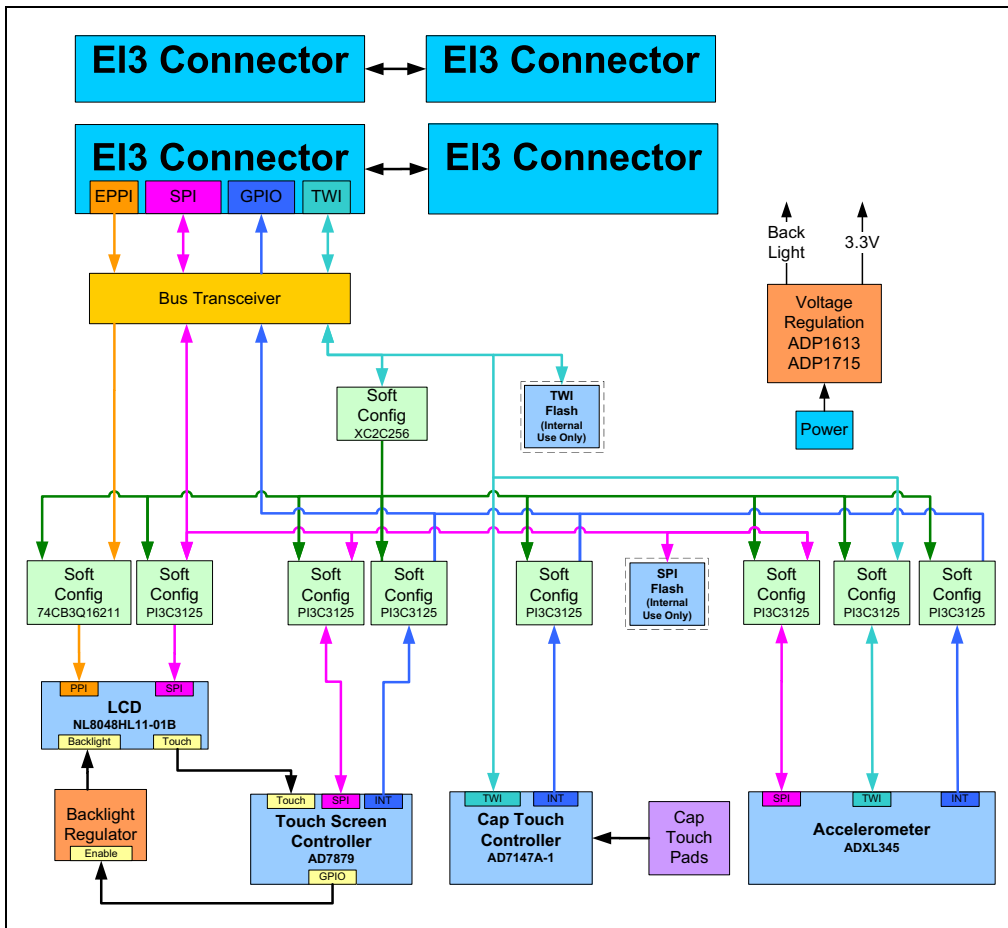 EI3 Connector
EI3 Connector
EI3 Connector
EI3 Connector
EPPI
SPI
GPIO
TWI
Bus Transceiver
Back
Light
3.3V
Voltage
Regulation
ADP1613
ADP1715
Power
Soft
Config
XC2C256
TWI
Flash
(Internal
Use Only)
Soft
Config
74CB3Q16211
Soft
Config
PI3C3125
Soft
Config
PI3C3125
Soft
Config
PI3C3125
Soft
Config
PI3C3125
SPI
Flash
(Internal
Use Only)
Soft
Config
PI3C3125
Soft
Config
PI3C3125
Soft
Config
PI3C3125
PPI
SPI
LCD
NL8048HL11-01B
Backlight
Touch
Backlight
Regulator
Enable
Touch
SPI
INT
Touch Screen
Controller
AD7879
GPIO
TWI
INT
Cap Touch
Controller
AD7147A-1
Cap
Touch
Pads
SPI
TWI
INT
Accelerometer
ADXL345